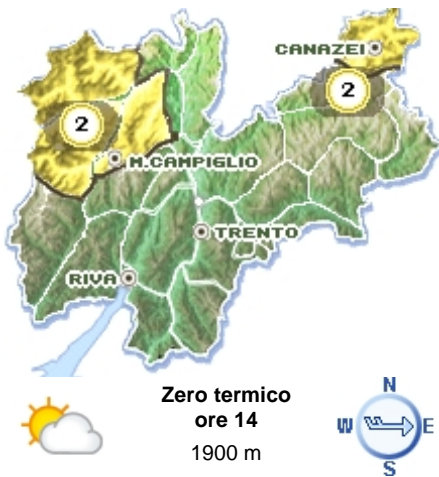 CANAZEI
2
2
M.CAMPIGLIO
TRENTO
RIVA
Zero termico
ore 14
1900 m
N
W E
S